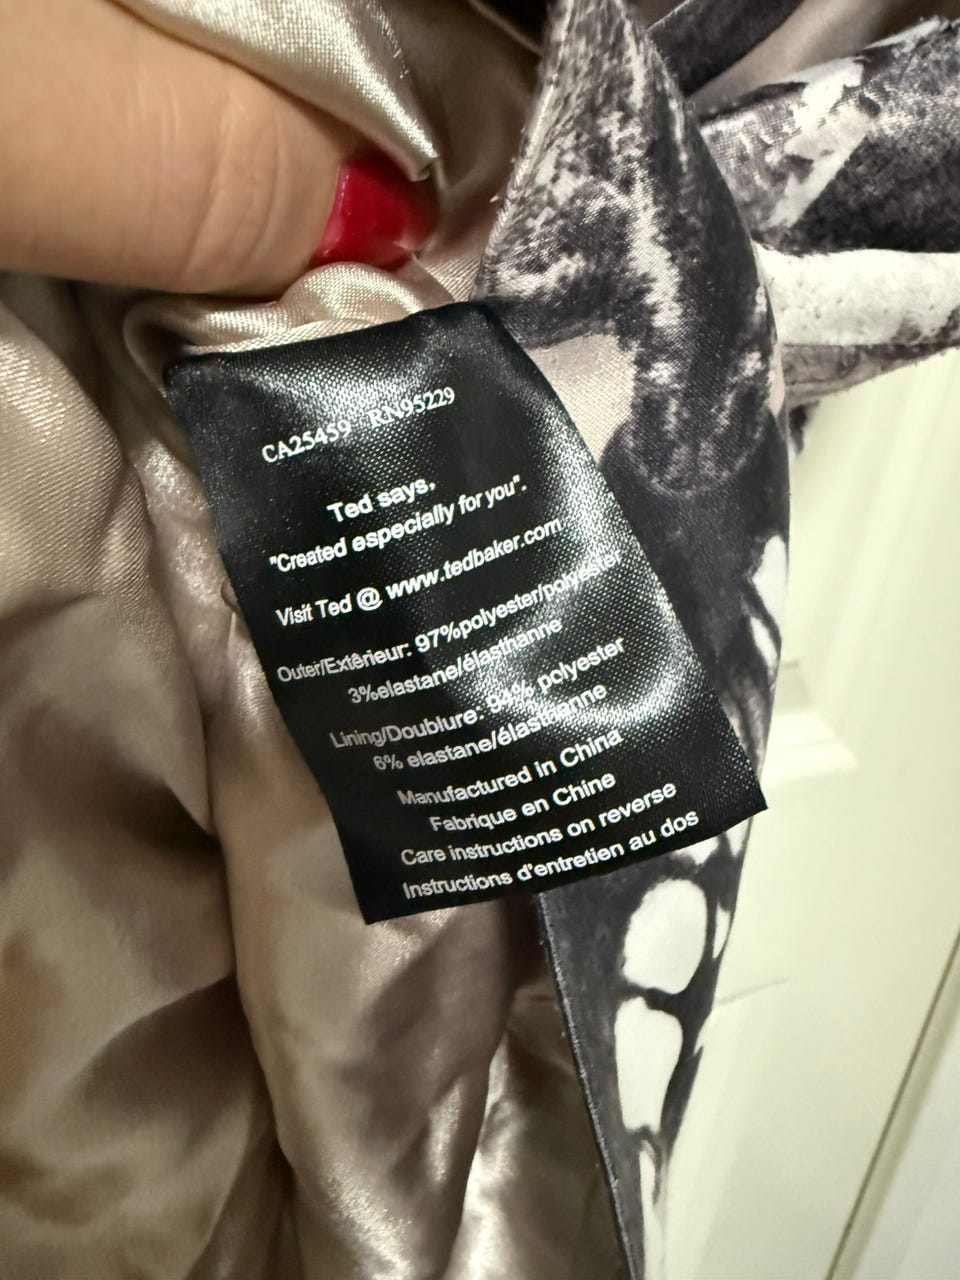 CA25459 RN95229
Ted says,
"Created especially for you".
Visit Ted @ www.tedbaker.com
Outer/Extêrieur: 97%polyester/polyester
3%elastane/élasthanne
Lining/Doublure: 94% polyester
6% elastane/élasthanne
Manufactured in China
Fabrique en Chine
Care instructions on reverse
Instructions d'entretien au dos